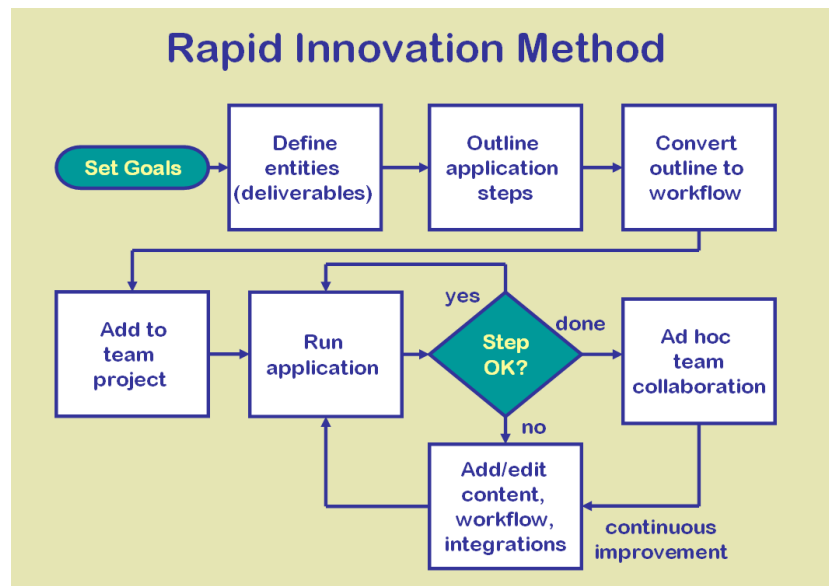 Rapid Innovation Method
Set Goals
Define
entities
(deliverables)
Outline
application
steps
Convert
outline to
workflow
Add to
team
project
Run
application
yes
Step
OK?
done
no
Ad hoc
team
collaboration
Add/edit
content,
workflow,
integrations
continuous
improvement